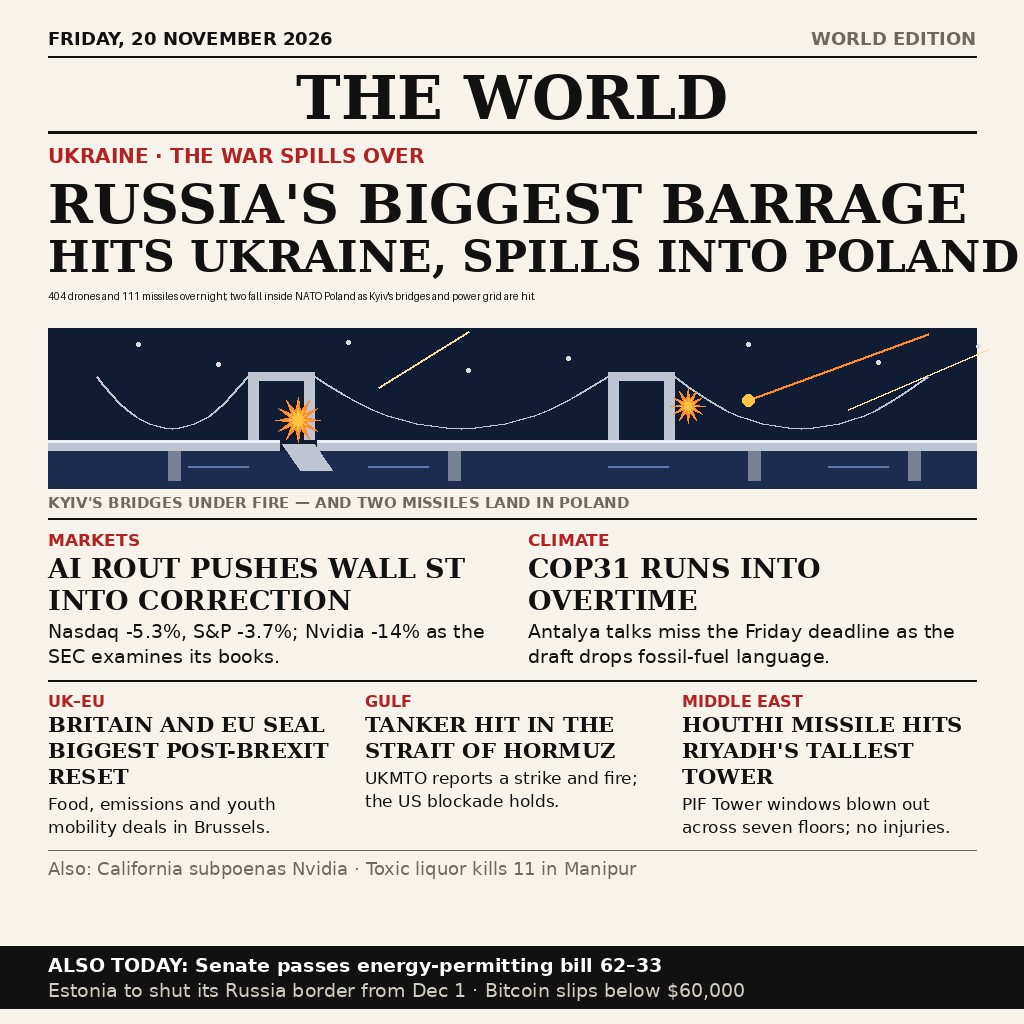 FRIDAY, 20 NOVEMBER 2026
WORLD EDITION
THE WORLD
UKRAINE · THE WAR SPILLS OVER
RUSSIA'S BIGGEST BARRAGE
HITS UKRAINE, SPILLS INTO POLAND
404 drones and 111 missiles overnight; two fall inside NATO Poland as Kyiv's bridges and power grid are hit.
KYIV'S BRIDGES UNDER FIRE — AND TWO MISSILES LAND IN POLAND
MARKETS
AI ROUT PUSHES WALL ST
INTO CORRECTION
Nasdaq -5.3%, S&P -3.7%; Nvidia -14% as the
SEC examines its books.
CLIMATE
COP31 RUNS INTO
OVERTIME
Antalya talks miss the Friday deadline as the
draft drops fossil-fuel language.
UK–EU
BRITAIN AND EU SEAL
BIGGEST POST-BREXIT
RESET
Food, emissions and youth
mobility deals in Brussels.
GULF
TANKER HIT IN THE
STRAIT OF HORMUZ
UKMTO reports a strike and fire;
the US blockade holds.
MIDDLE EAST
HOUTHI MISSILE HITS
RIYADH'S TALLEST
TOWER
PIF Tower windows blown out
across seven floors; no injuries.
Also: California subpoenas Nvidia · Toxic liquor kills 11 in Manipur
ALSO TODAY: Senate passes energy-permitting bill 62–33
Estonia to shut its Russia border from Dec 1 · Bitcoin slips below $60,000